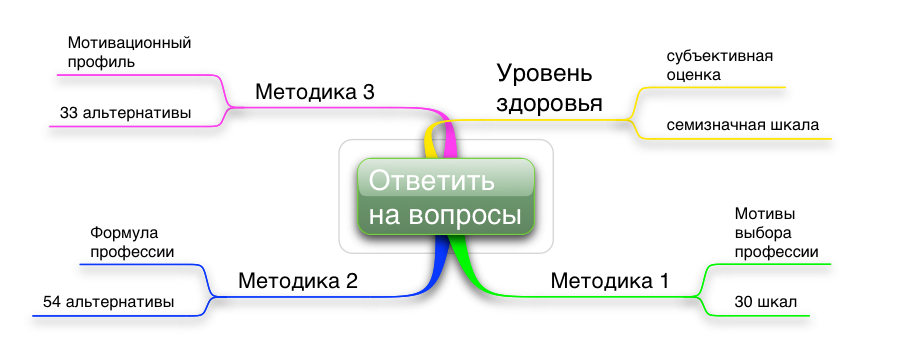 Мотивационный
профиль
33 альтернативы
Методика 3
Уровень
здоровья
субъективная
оценка
семизначная шкала
Ответить
на вопросы
Формула
профессии
54 альтернативы
Методика 2
Методика 1
Мотивы
выбора
профессии
30 шкал